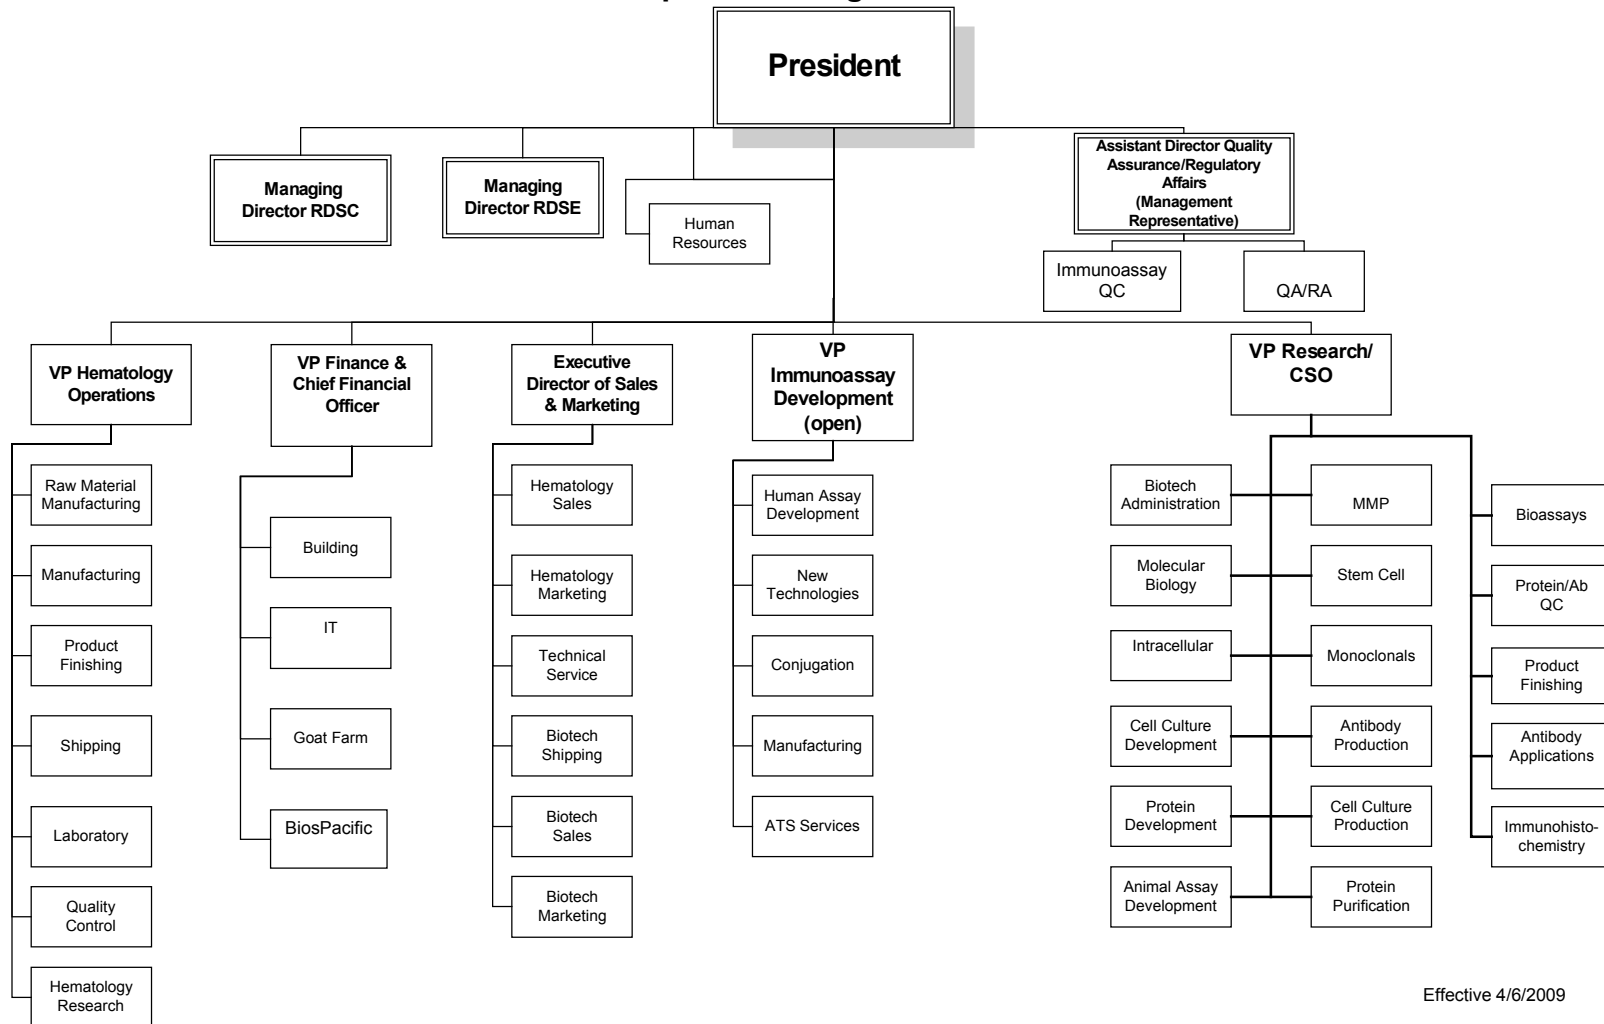 President
Managing
Director RDSC
Managing
Director RDSE
Human
Resources
Assistant Director Quality
Assurance/Regulatory
Affairs
(Management
Representative)
Immunoassay
QC
QA/RA
VP Hematology
Operations
VP Finance &
Chief Financial
Officer
Executive
Director of Sales
& Marketing
VP
Immunoassay
Development
(open)
VP Research/
CSO
Raw Material
Manufacturing
Manufacturing
Product
Finishing
Shipping
Laboratory
Quality
Control
Hematology
Research
Building
IT
Goat Farm
BiosPacific
Hematology
Sales
Hematology
Marketing
Technical
Service
Biotech
Shipping
Biotech
Sales
Biotech
Marketing
Human Assay
Development
New
Technologies
Conjugation
Manufacturing
ATS Services
Biotech
Administration
Molecular
Biology
Intracellular
Cell Culture
Development
Protein
Development
Animal Assay
Development
MMP
Stem Cell
Monoclonals
Antibody
Production
Cell Culture
Production
Protein
Purification
Bioassays
Protein/Ab
QC
Product
Finishing
Antibody
Applications
Immunohisto-
chemistry
Effective 4/6/2009